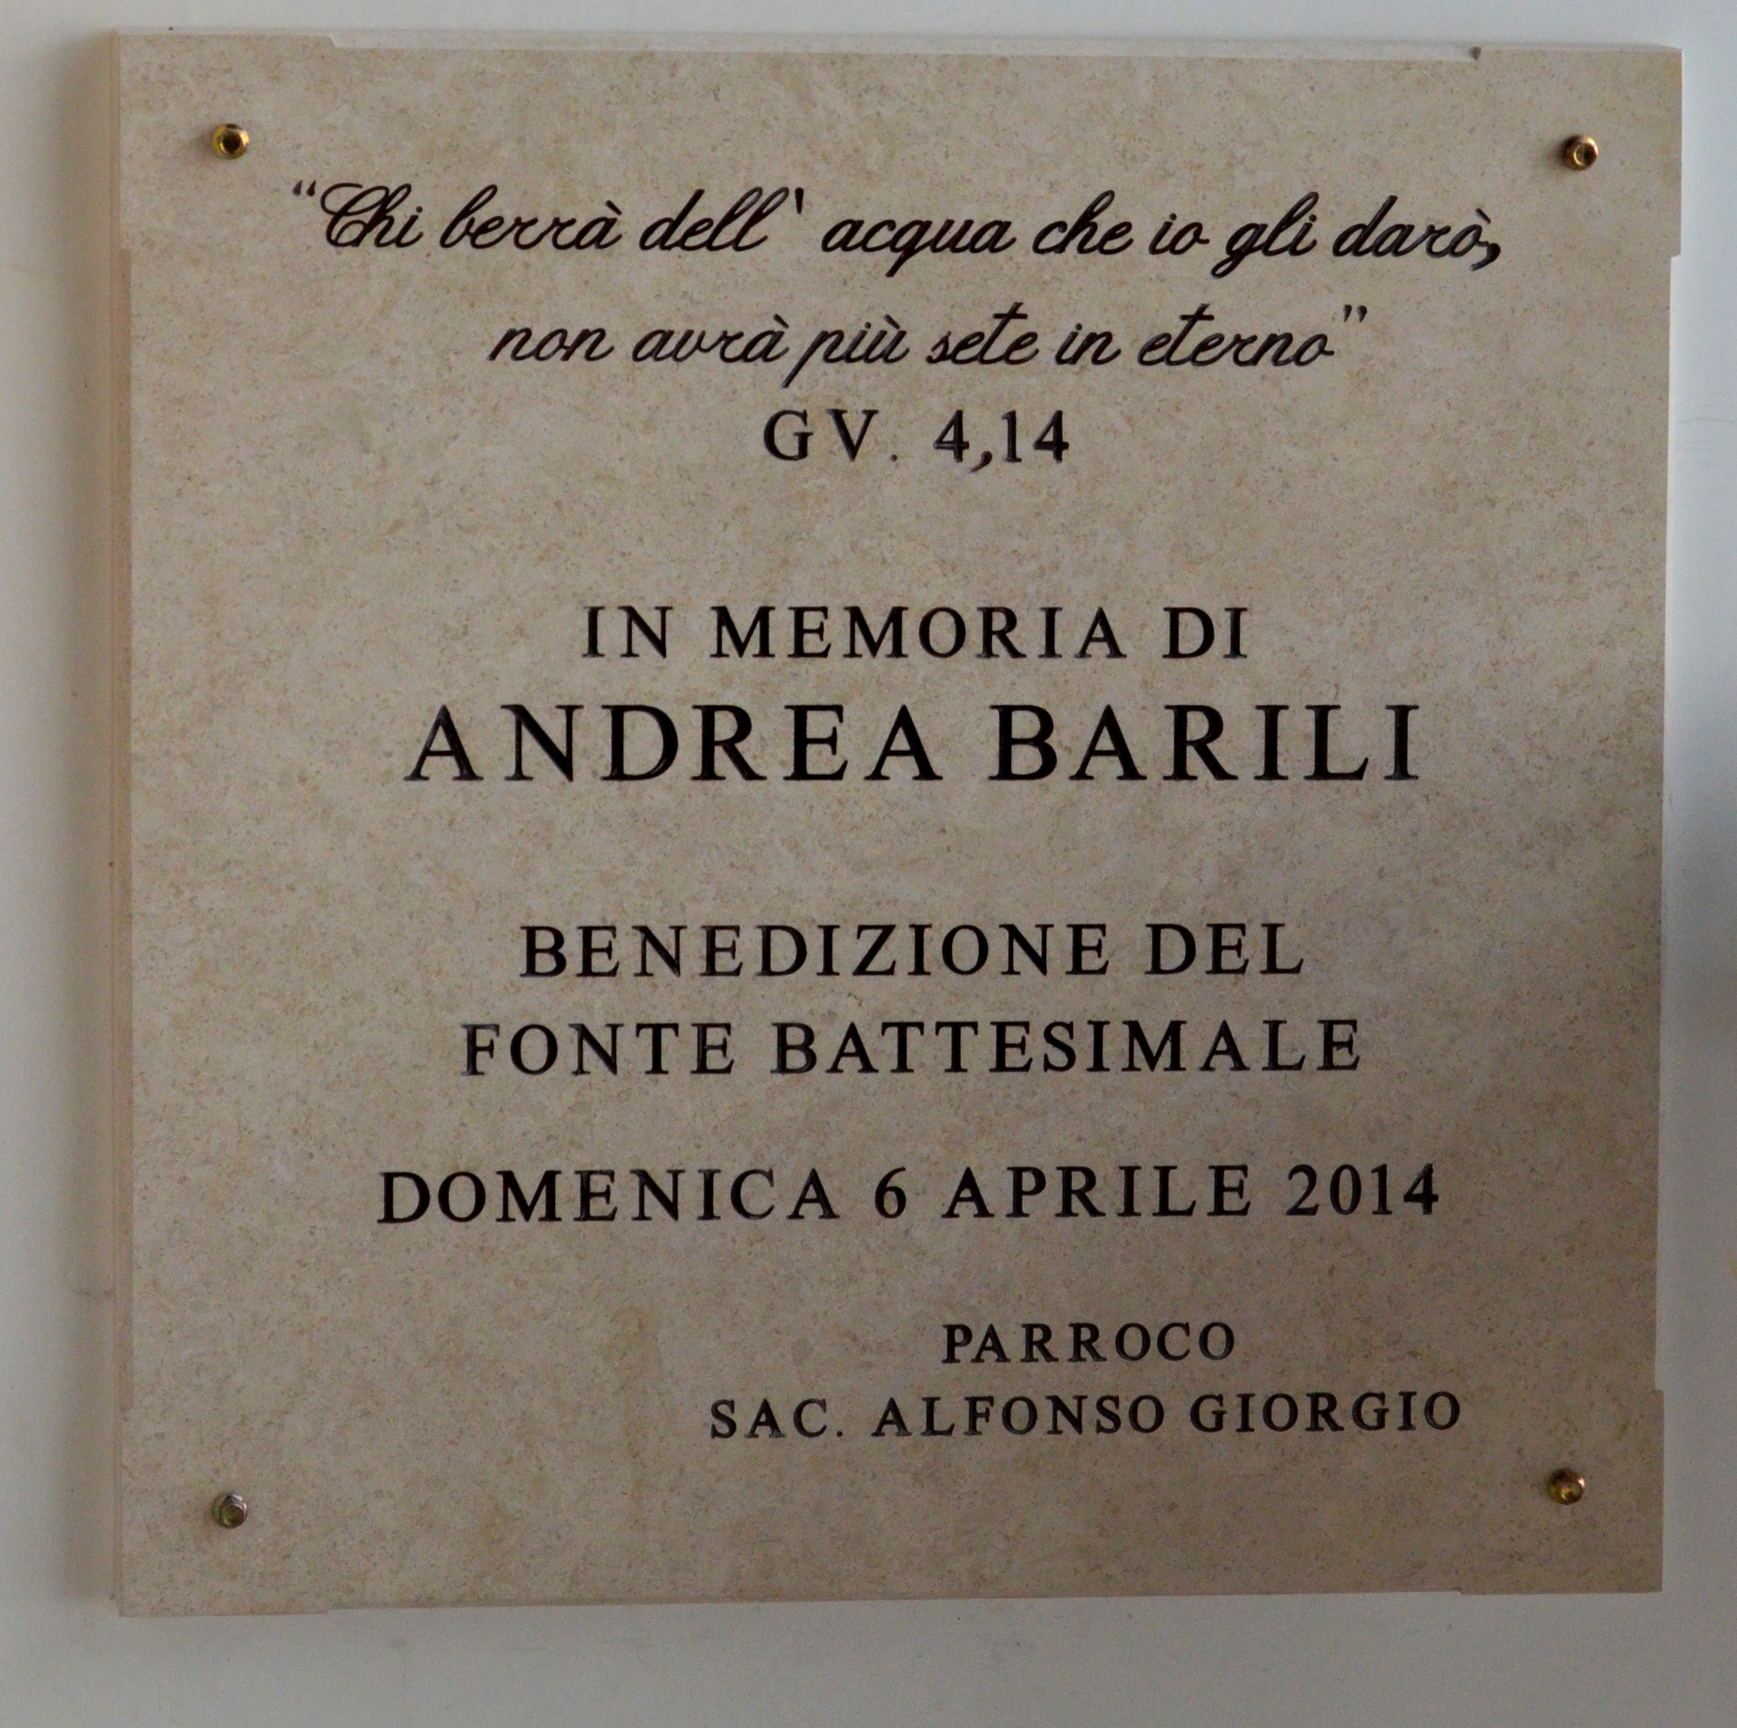 "Chi berrà dell' acqua che io gli darò,
non avrà più sete in eterno"
GV. 4,14
IN MEMORIA DI
ANDREA BARILI
BENEDIZIONE DEL
FONTE BATTESIMALE
DOMENICA 6 APRILE 2014
PARROCO
SAC. ALFONSO GIORGIO